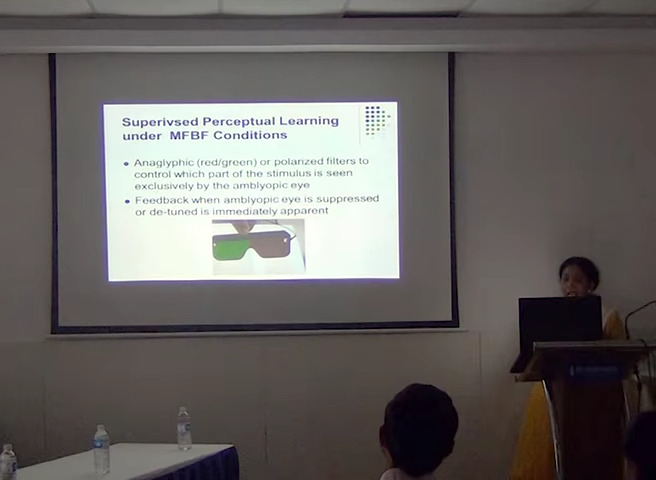 Superivsed Perceptual Learning
under MFBF Conditions
Anaglyphic (red/green) or polarized filters to
control which part of the stimulus is seen
exclusively by the amblyopic eye
Feedback when amblyopic eye is suppressed
or de-tuned is immediately apparent